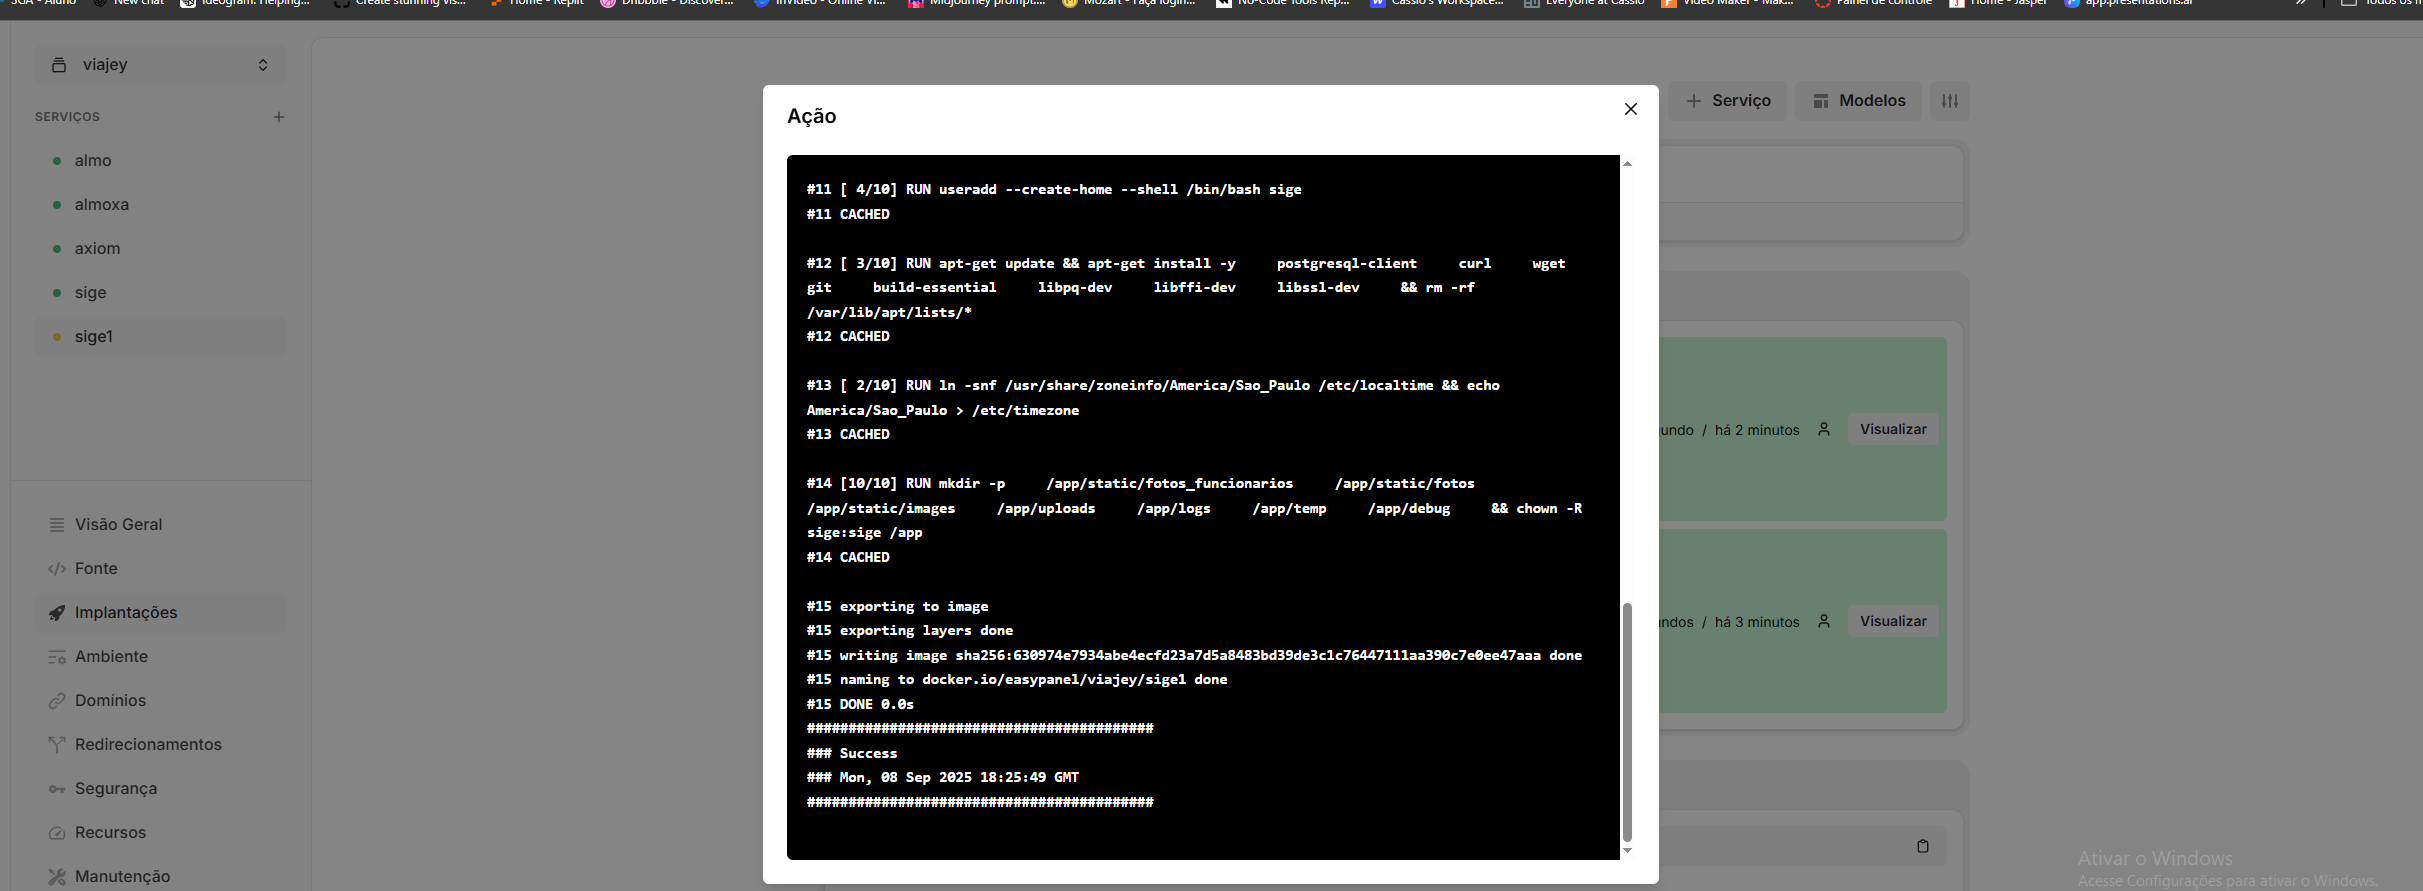 SGA - Aluno
New chat
Ideogram: Helping...
Create stunning vis...
Home - Replit
Dribbble - Discover...
InVideo - Online Vi...
Midjourney prompt:...
Mozart - Faça login...
No-Code Tools Rep...
Cassio's Workspace...
Everyone at Cassio
Video Maker - Mak...
Painel de controle
Home - Jasper
app.presentations.ai
Todos os
viajey
SERVIÇOS
almo
almoxa
axiom
sige
sige1
Visão Geral
Fonte
Implantações
Ambiente
Domínios
Redirecionamentos
Segurança
Recursos
Manutenção
Serviço
Modelos
Ação
#11 [ 4/10] RUN useradd --create-home --shell /bin/bash sige
#11 CACHED
#12 [ 3/10] RUN apt-get update && apt-get install -y     postgresql-client     curl     wget
git     build-essential     libpq-dev     libffi-dev     libssl-dev     && rm -rf
/var/lib/apt/lists/*
#12 CACHED
#13 [ 2/10] RUN ln -snf /usr/share/zoneinfo/America/Sao_Paulo /etc/localtime && echo
America/Sao_Paulo > /etc/timezone
#13 CACHED
#14 [10/10] RUN mkdir -p     /app/static/fotos_funcionarios     /app/static/fotos
/app/static/images     /app/uploads     /app/logs     /app/temp     /app/debug     && chown -R
sige:sige /app
#14 CACHED
#15 exporting to image
#15 exporting layers done
#15 writing image sha256:630974e7934abe4ecfd23a7d5a8483bd39de3c1c76447111aa390c7e0ee47aaa done
#15 naming to docker.io/easypanel/viajey/sige1 done
#15 DONE 0.0s
##########################################
### Success
### Mon, 08 Sep 2025 18:25:49 GMT
##########################################
undo / há 2 minutos
Visualizar
ndos / há 3 minutos
Visualizar
Ativar o Windows
Acesse Configurações para ativar o Windows.